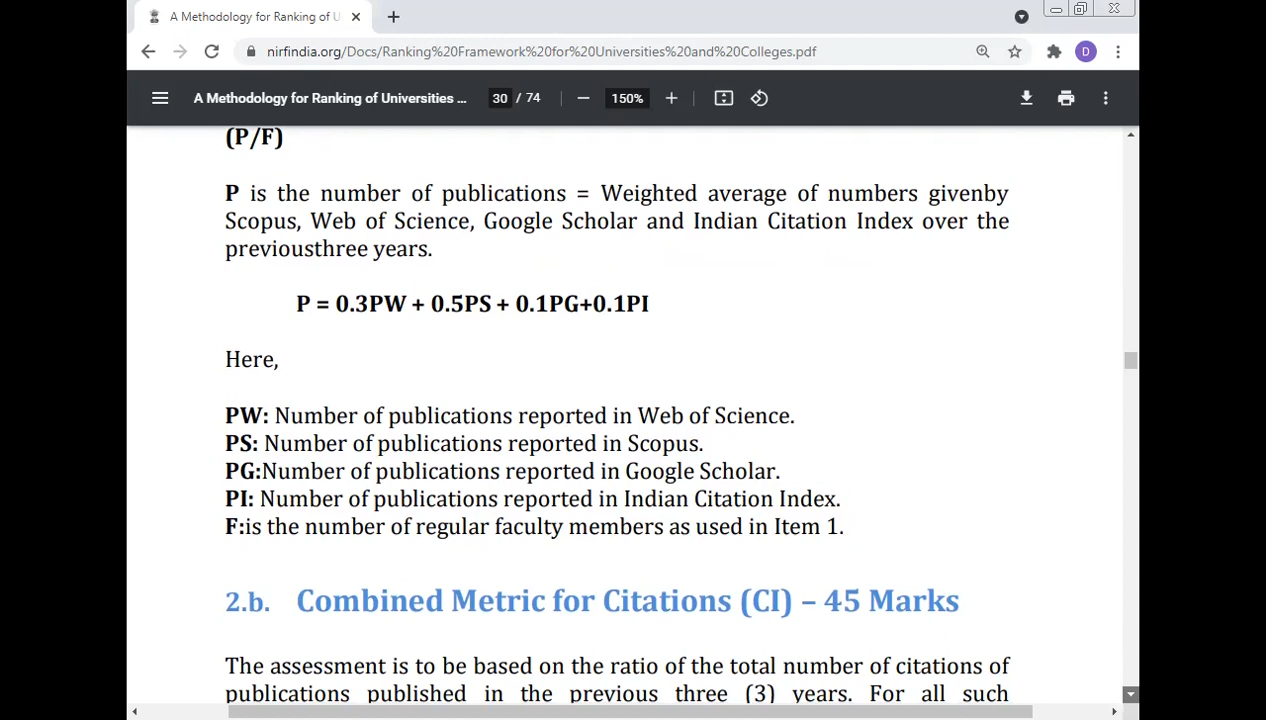 A Methodology for Ranking of U
nirfindia.org/Docs/Ranking%20Framework%20for%20Universities%20and%20Colleges.pdf
D
A Methodology for Ranking of Universities ...
30 / 74
150%
(P/F)
P is the number of publications = Weighted average of numbers givenby
Scopus, Web of Science, Google Scholar and Indian Citation Index over the
previousthree years.
P = 0.3PW + 0.5PS + 0.1PG+0.1PI
Here,
PW: Number of publications reported in Web of Science.
PS: Number of publications reported in Scopus.
PG:Number of publications reported in Google Scholar.
PI: Number of publications reported in Indian Citation Index.
F:is the number of regular faculty members as used in Item 1.
2.b. Combined Metric for Citations (CI) – 45 Marks
The assessment is to be based on the ratio of the total number of citations of
publications published in the previous three (3) years. For all such